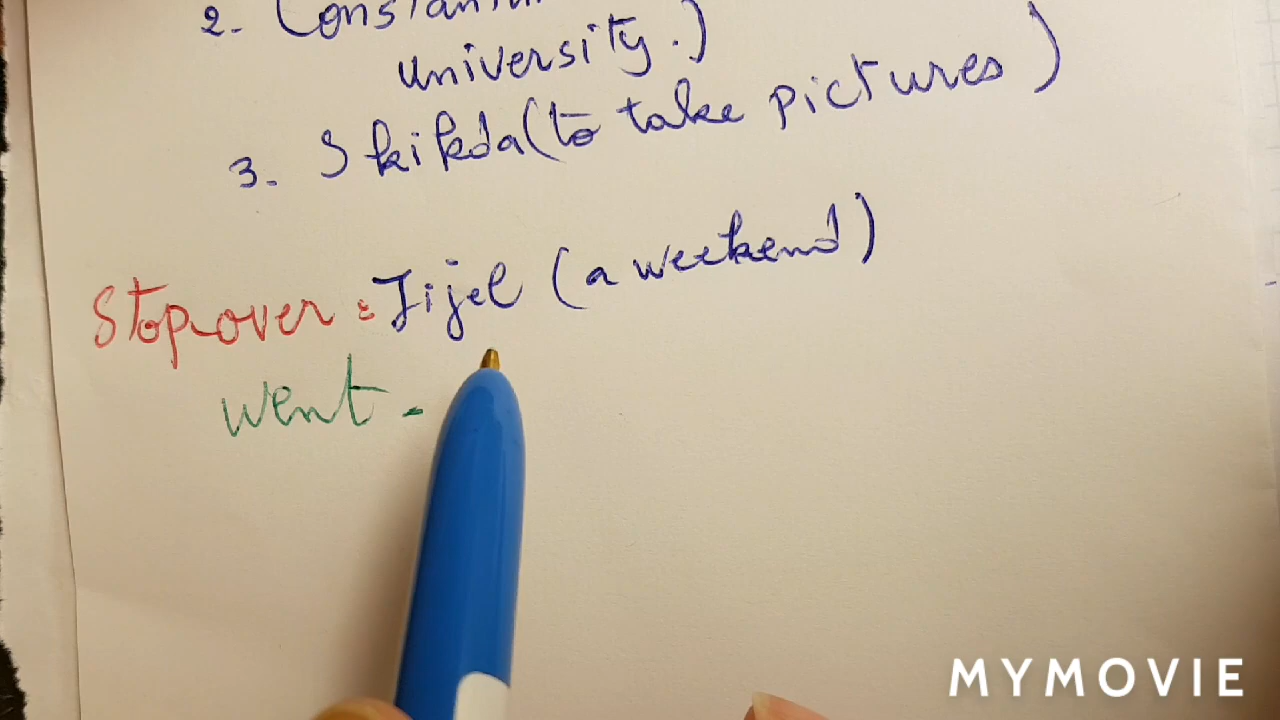 2.
university.)
3. Skikda (to take pictures)
Stopover : Jijel (a weekend)
went -
MYMOVIE